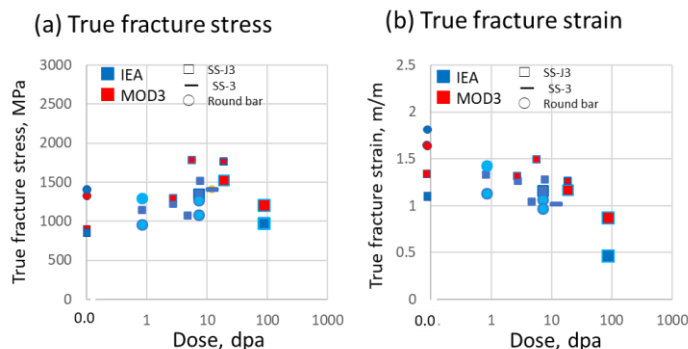 (a) True fracture stress
True fracture stress, MPa
3000
2500
2000
1500
1000
500
0
IEA
MOD3
SS-J3
SS-3
Round bar
0.0
1
10
100
1000
Dose, dpa
(b) True fracture strain
True fracture strain, m/m
2.5
2
1.5
1
0.5
0
IEA
MOD3
SS-J3
SS-3
Round bar
0.0
1
10
100
1000
Dose, dpa